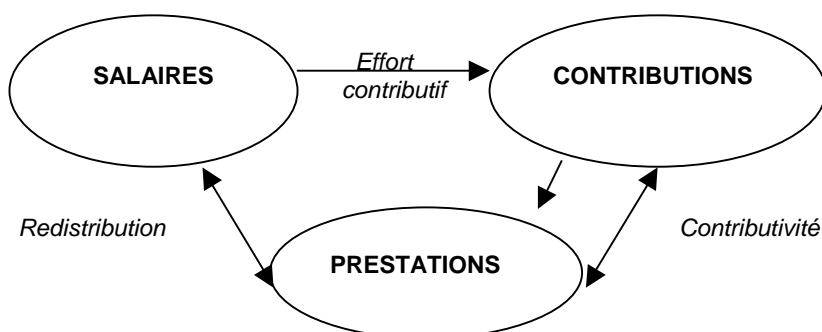 SALAIRES
Effort
contributif
CONTRIBUTIONS
Redistribution
Contributivité
PRESTATIONS